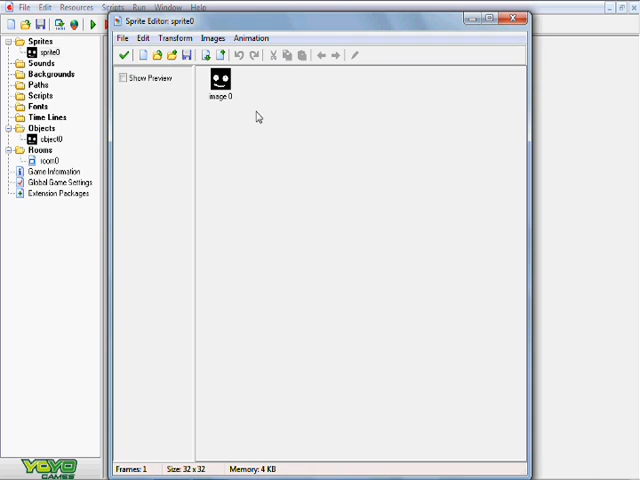 File Edit Resources Scripts Run Window Help
Sprite Editor: sprite0
File Edit Transform Images Animation
Show Preview
image 0
Sprites
sprite0
Sounds
Backgrounds
Paths
Scripts
Fonts
Time Lines
Objects
object0
Rooms
room0
Game Information
Global Game Settings
Extension Packages
YOYO
GAMES
Frames: 1 Size: 32 x 32 Memory: 4 KB